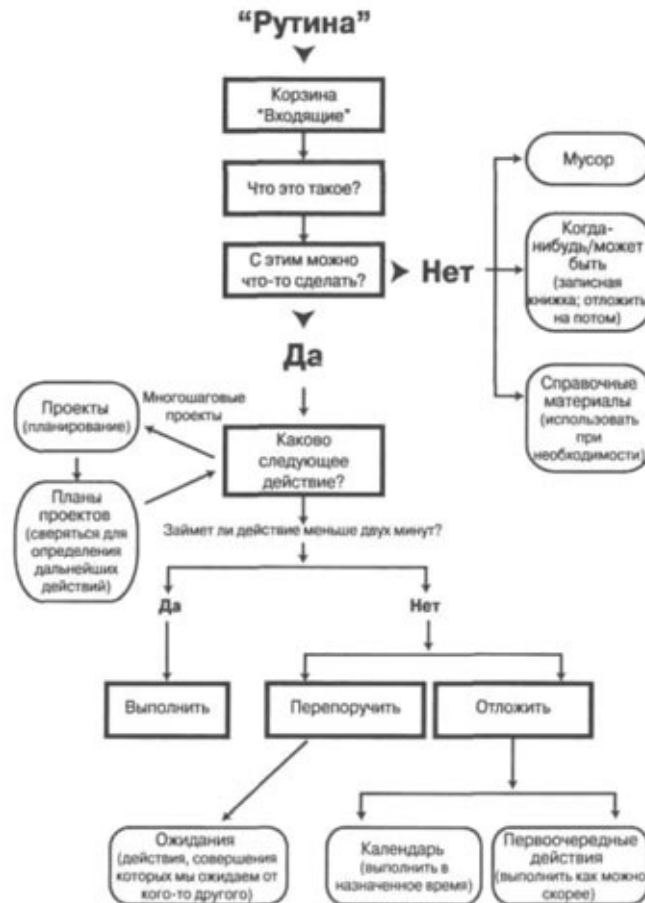 “Рутина”
Корзина
"Входящие"
Что это такое?
С этим можно
что-то сделать?
Нет
Мусор
Когда-
нибудь/может
быть
(записная
книжка; отложить
на потом)
Справочные
материалы
(использовать
при
необходимости)
Да
Многошаговые
проекты
Проекты
(планирование)
Каково
следующее
действие?
Планы
проектов
(сверяться для
определения
дальнейших
действий)
Займет ли действие меньше двух минут?
Да
Нет
Выполнить
Перепоручить
Отложить
Ожидания
(действия, совершения
которых мы ожидаем от
кого-то другого)
Календарь
(выполнить в
назначенное время)
Первоочередные
действия
(выполнить как можно
скорее)